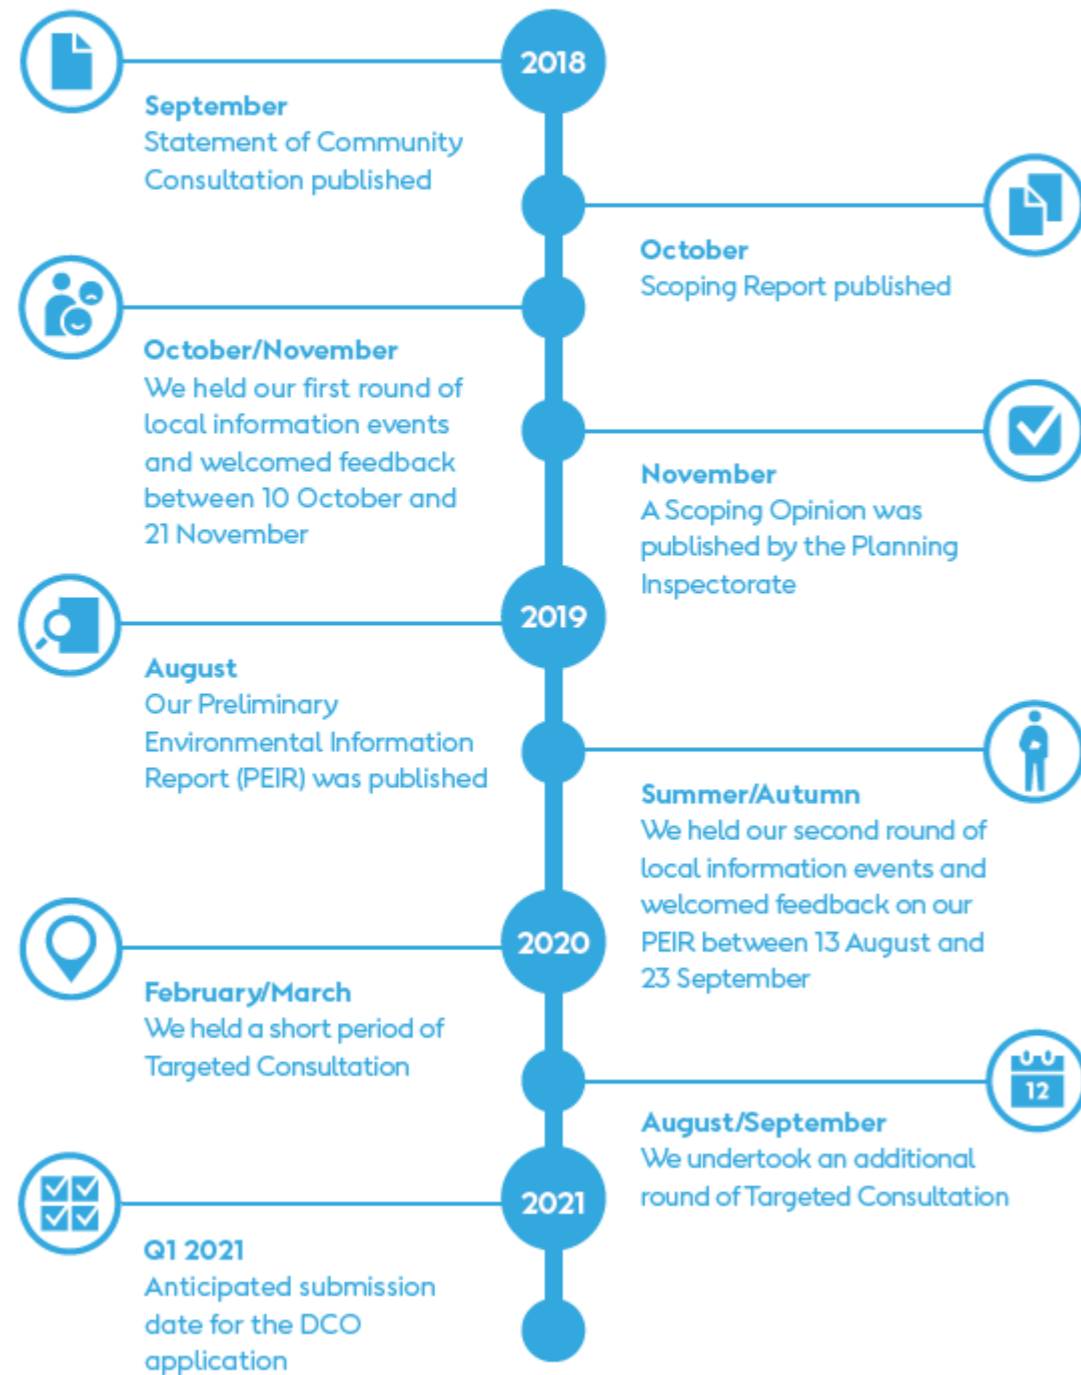 2018
September
Statement of Community
Consultation published
October
Scoping Report published
October/November
We held our first round of
local information events
and welcomed feedback
between 10 October and
21 November
November
A Scoping Opinion was
published by the Planning
Inspectorate
2019
August
Our Preliminary
Environmental Information
Report (PEIR) was published
Summer/Autumn
We held our second round of
local information events and
welcomed feedback on our
PEIR between 13 August and
23 September
2020
February/March
We held a short period of
Targeted Consultation
12
August/September
We undertook an additional
round of Targeted Consultation
2021
Q1 2021
Anticipated submission
date for the DCO
application